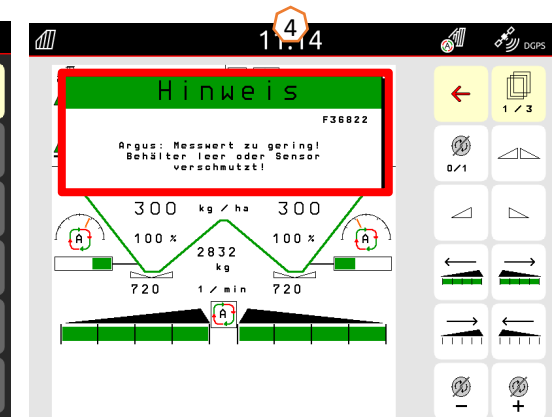 4
11:14
DGPS
Hinweis
F36822
Argus: Messwert zu gering!
Behälter leer oder Sensor
verschmutzt!
1 / 3
0/1
300 kg / ha 300
A 100 % 100 % A
2832
kg
720 1 / min 720
A
- +